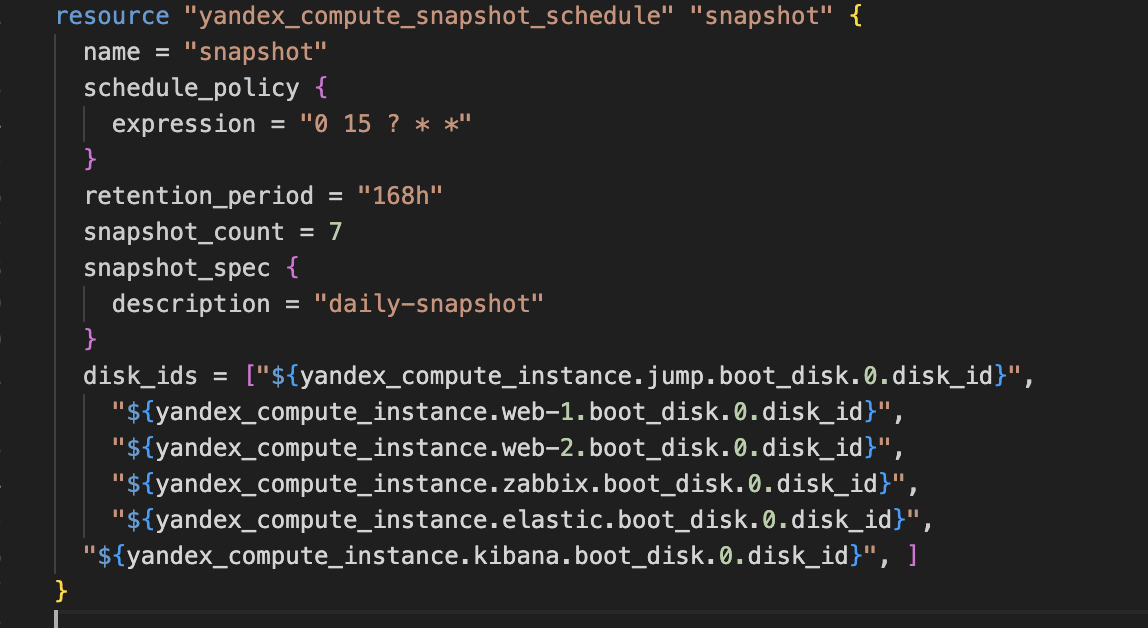 resource "yandex_compute_snapshot_schedule" "snapshot" {
name = "snapshot"
schedule_policy {
expression = "0 15 ? * *"
}
retention_period = "168h"
snapshot_count = 7
snapshot_spec {
description = "daily-snapshot"
}
disk_ids = ["${yandex_compute_instance.jump.boot_disk.0.disk_id}",
"${yandex_compute_instance.web-1.boot_disk.0.disk_id}",
"${yandex_compute_instance.web-2.boot_disk.0.disk_id}",
"${yandex_compute_instance.zabbix.boot_disk.0.disk_id}",
"${yandex_compute_instance.elastic.boot_disk.0.disk_id}",
"${yandex_compute_instance.kibana.boot_disk.0.disk_id}", ]
}